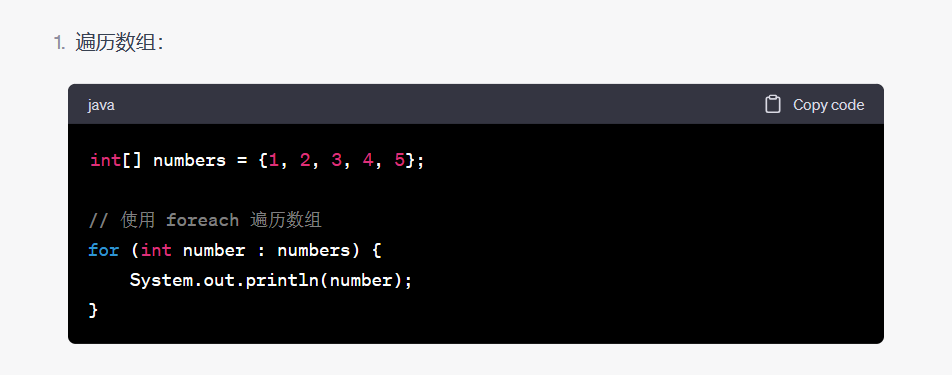 1. 遍历数组：
java Copy code
int[] numbers = {1, 2, 3, 4, 5};
// 使用 foreach 遍历数组
for (int number : numbers) {
    System.out.println(number);
}